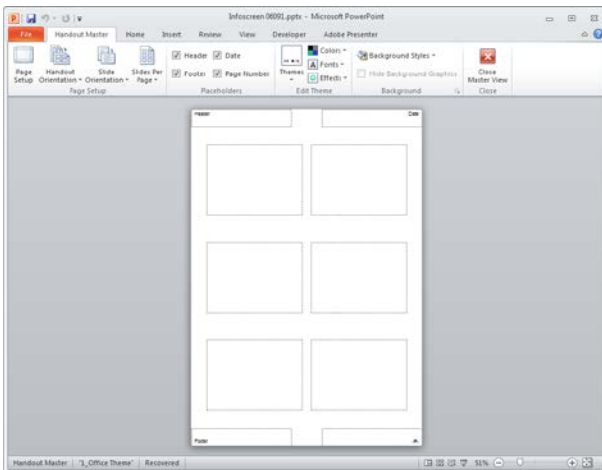 Infoscreen 06091.pptx - Microsoft PowerPoint
File Handout Master Home Insert Review View Developer Adobe Presenter
Page Setup Handout Orientation Slide Orientation Slides Per Page Header Date Themes Colors Background Styles
Footer Page Number Fonts Hide Background Graphics Close Master View
Effects
Page Setup Placeholders Edit Theme Background Close
Header Date
Footer
Handout Master "1_Office Theme" Recovered 51%